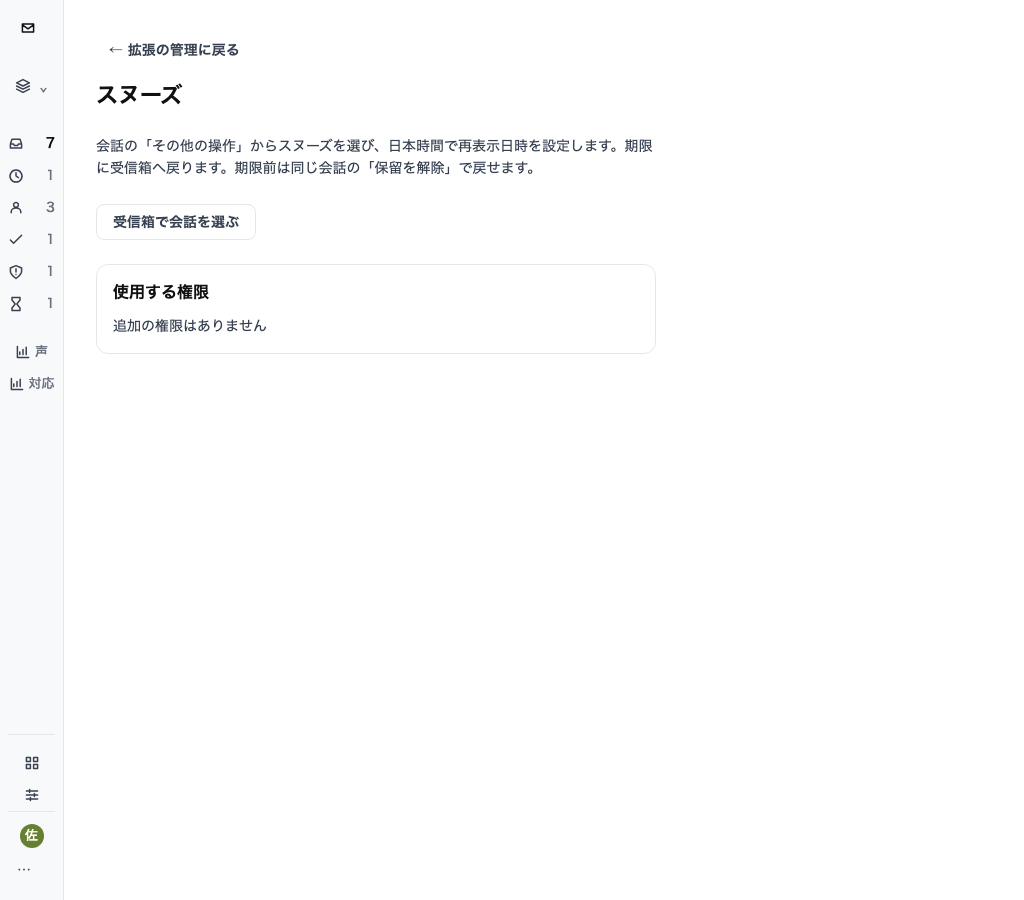 ← 拡張の管理に戻る
スヌーズ
会話の「その他の操作」からスヌーズを選び、日本時間で再表示日時を設定します。期限
に受信箱へ戻ります。期限前は同じ会話の「保留を解除」で戻せます。
受信箱で会話を選ぶ
使用する権限
追加の権限はありません
7
1
3
1
1
1
声
対応
佐
…